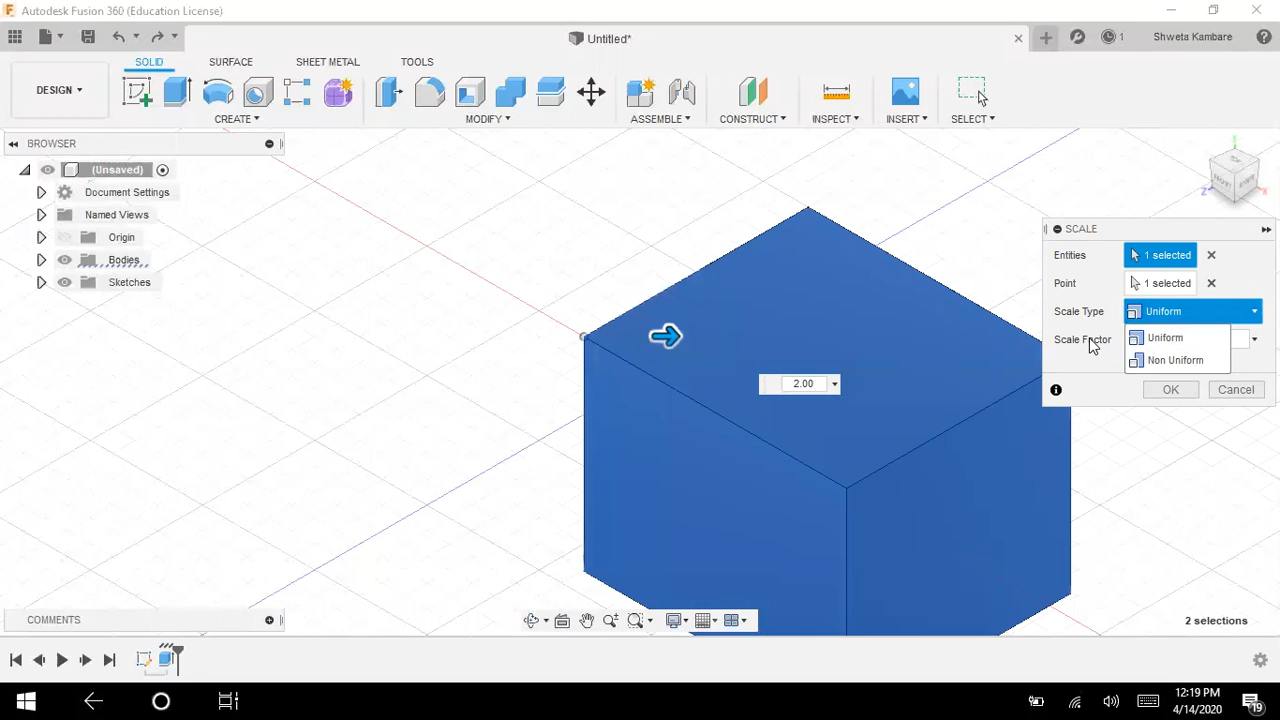 Autodesk Fusion 360 (Education License)
Untitled*
1
Shweta Kambare
DESIGN
SOLID
SURFACE
SHEET METAL
TOOLS
CREATE
MODIFY
ASSEMBLE
CONSTRUCT
INSPECT
INSERT
SELECT
BROWSER
(Unsaved)
Document Settings
Named Views
Origin
Bodies
Sketches
SCALE
Entities 1 selected
Point 1 selected
Scale Type Uniform
Scale Factor Uniform
Non Uniform
OK Cancel
2.00
COMMENTS
2 selections
12:19 PM
4/14/2020
19